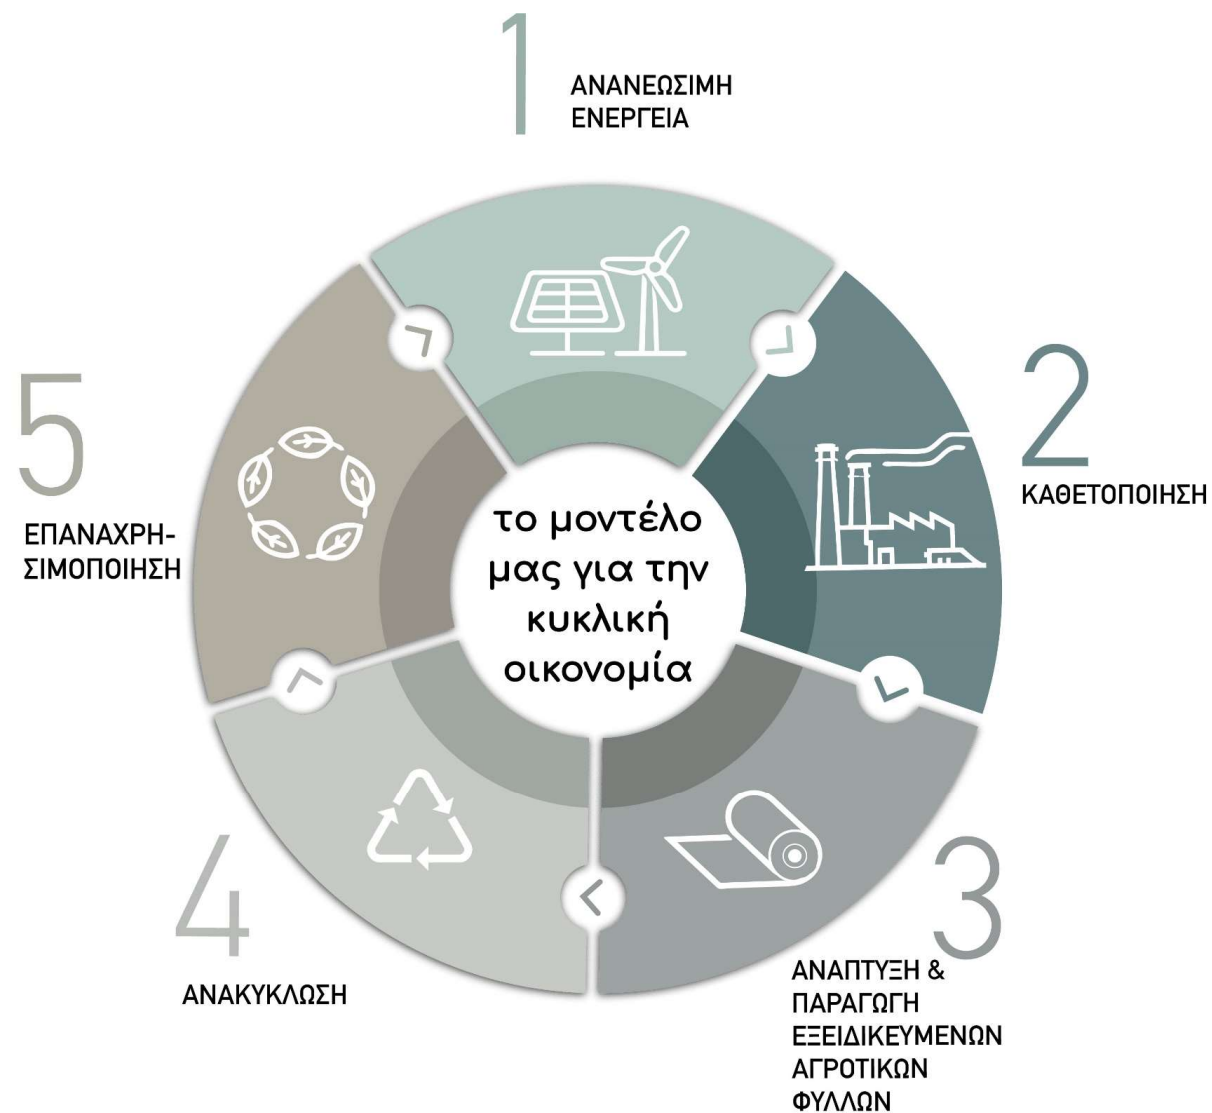 1
ΑΝΑΝΕΩΣΙΜΗ
ΕΝΕΡΓΕΙΑ
2
ΚΑΘΕΤΟΠΟΙΗΣΗ
3
ΑΝΑΠΤΥΞΗ &
ΠΑΡΑΓΩΓΗ
ΕΞΕΙΔΙΚΕΥΜΕΝΩΝ
ΑΓΡΟΤΙΚΩΝ
ΦΥΛΛΩΝ
4
ΑΝΑΚΥΚΛΩΣΗ
5
ΕΠΑΝΑΧΡΗ-
ΣΙΜΟΠΟΙΗΣΗ
το μοντέλο
μας για την
κυκλική
οικονομία